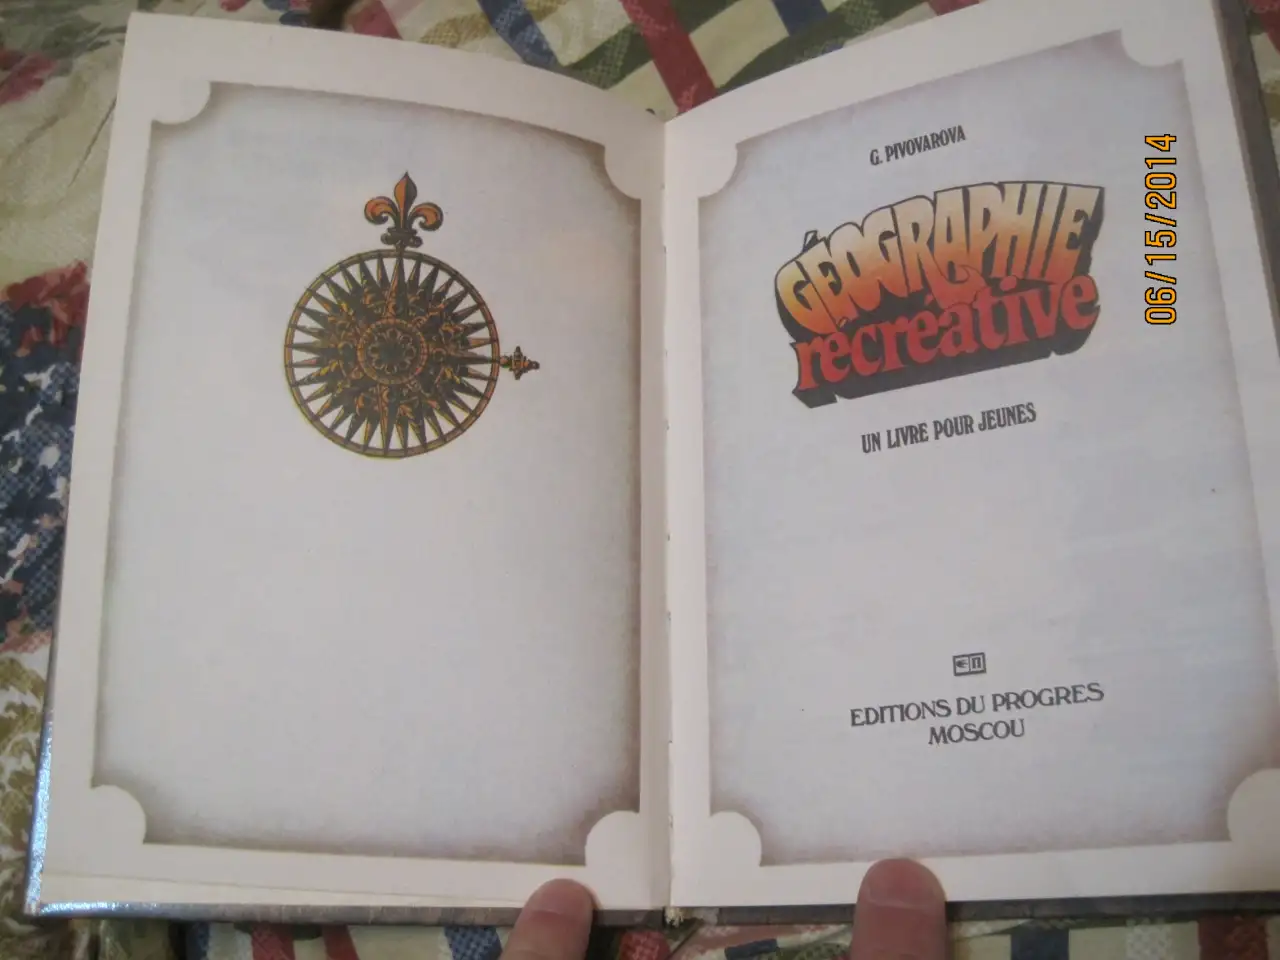 G. PIVOVAROVA
GÉOGRAPHIE
récréative
UN LIVRE POUR JEUNES
EDITIONS DU PROGRES
MOSCOU
06/15/2014